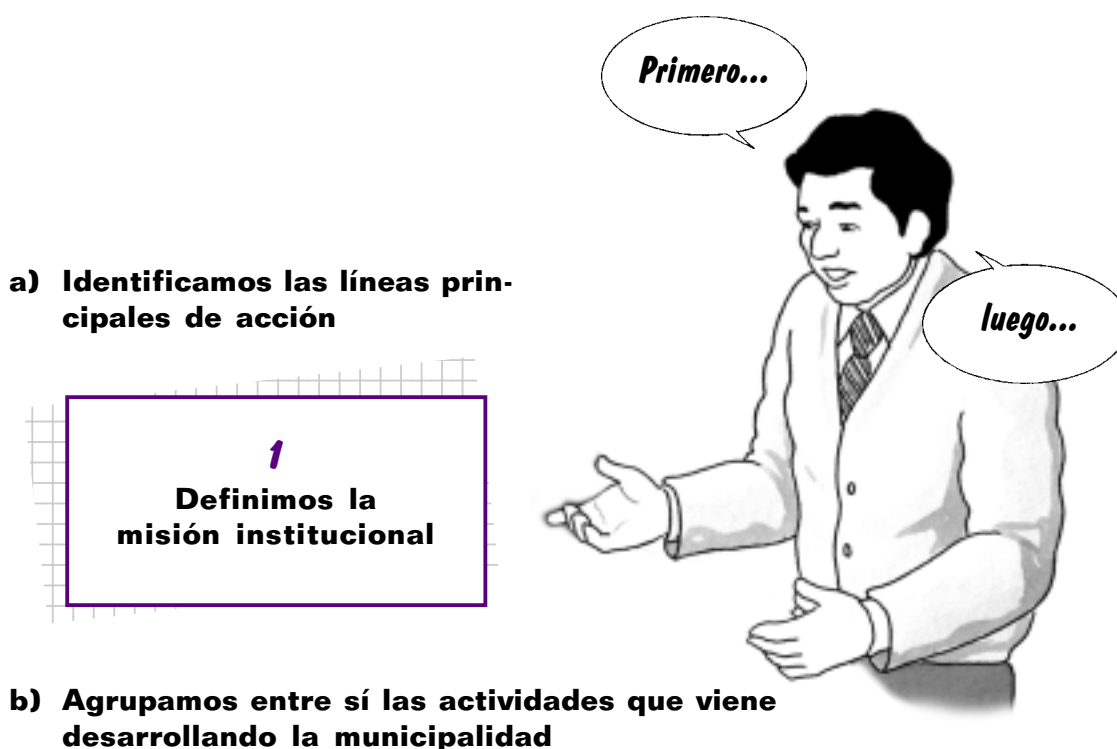 Primero...
luego...
a) Identificamos las líneas prin-
cipales de acción
1
Definimos la
misión institucional
b) Agrupamos entre sí las actividades que viene
desarrollando la municipalidad